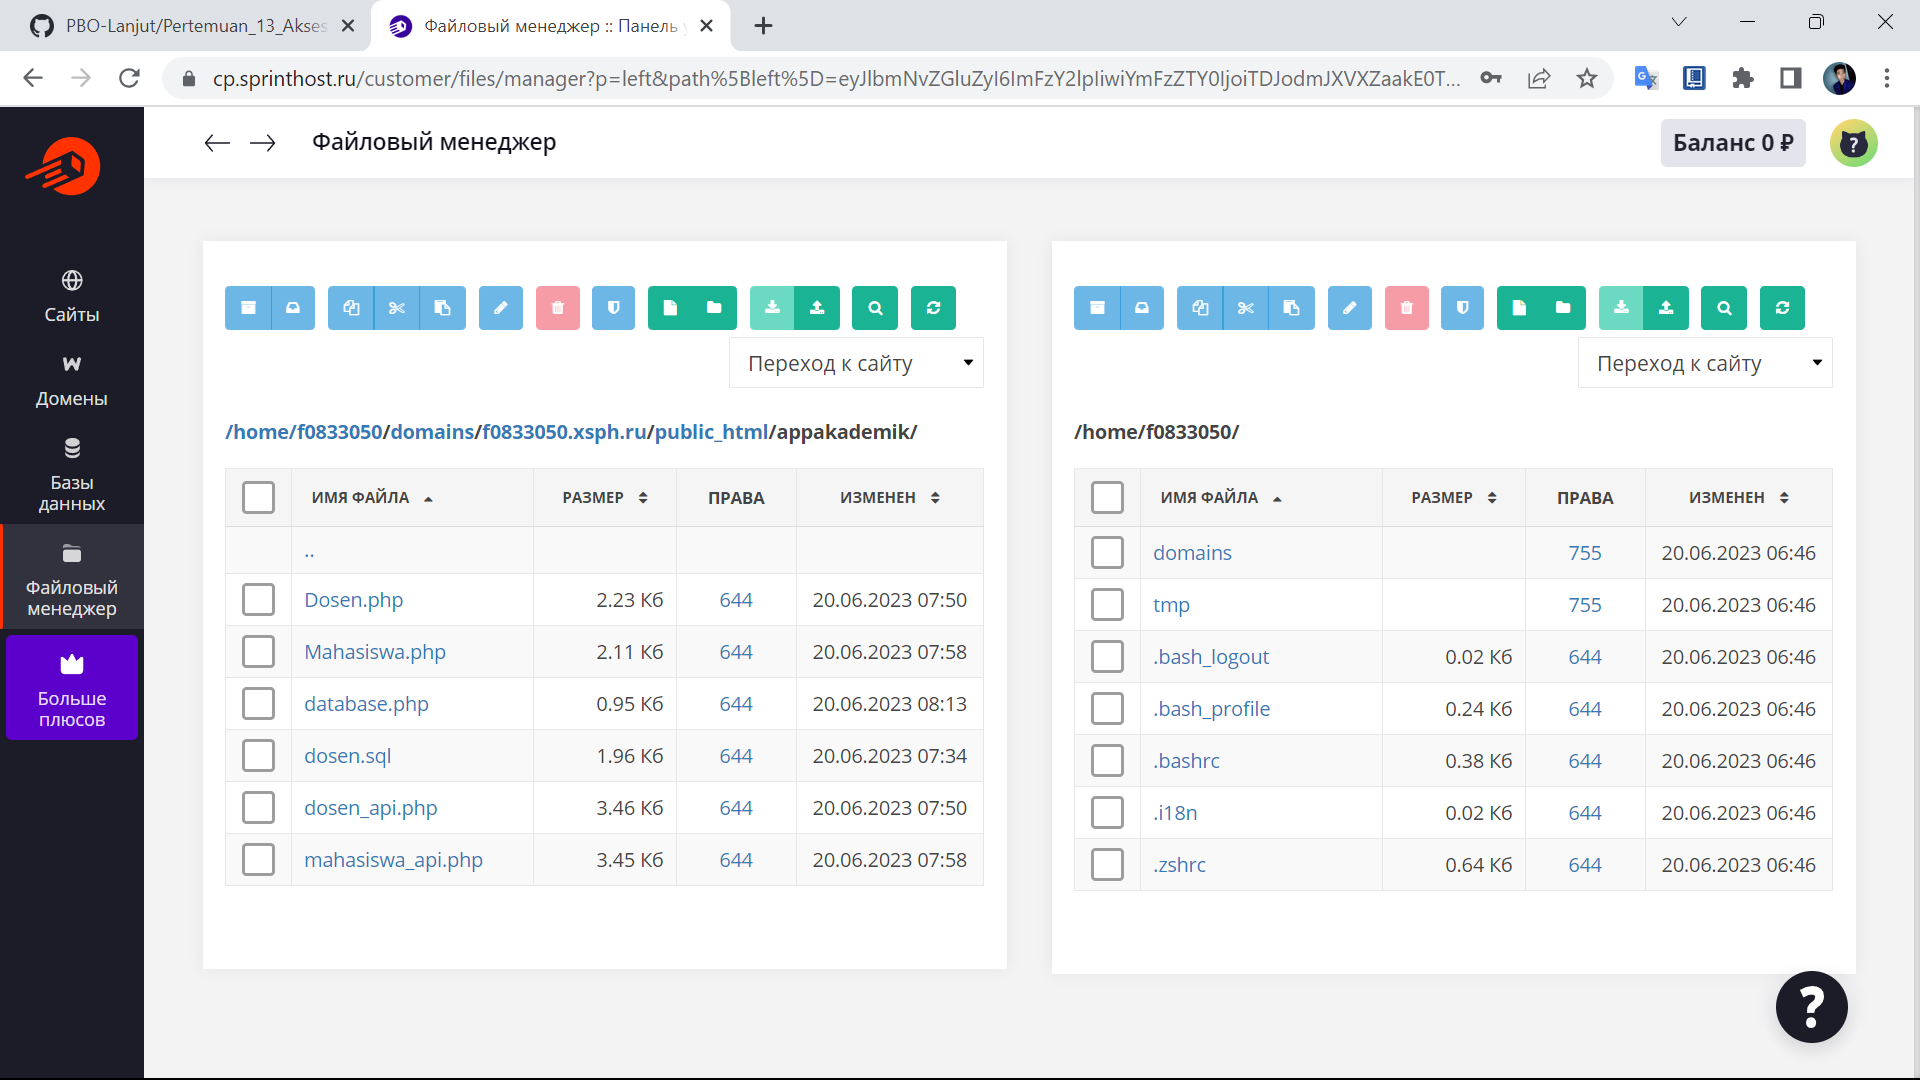 PBO-Lanjut/Pertemuan_13_Akses
Файловый менеджер :: Панель
cp.sprinthost.ru/customer/files/manager?p=left&path%5Bleft%5D=eyJlbmNvZGluZyI6ImFzY2lpIiwiYmFzZTY0IjoiTDJodmJXVXZaakE0T...
Файловый менеджер
Баланс 0 ₽
Сайты
Домены
Базы
данных
Файловый
менеджер
Больше
плюсов
Переход к сайту
/home/f0833050/domains/f0833050.xsph.ru/public_html/appakademik/
ИМЯ ФАЙЛА РАЗМЕР ПРАВА ИЗМЕНЕН
..
Dosen.php 2.23 Кб 644 20.06.2023 07:50
Mahasiswa.php 2.11 Кб 644 20.06.2023 07:58
database.php 0.95 Кб 644 20.06.2023 08:13
dosen.sql 1.96 Кб 644 20.06.2023 07:34
dosen_api.php 3.46 Кб 644 20.06.2023 07:50
mahasiswa_api.php 3.45 Кб 644 20.06.2023 07:58
Переход к сайту
/home/f0833050/
ИМЯ ФАЙЛА РАЗМЕР ПРАВА ИЗМЕНЕН
domains 755 20.06.2023 06:46
tmp 755 20.06.2023 06:46
.bash_logout 0.02 Кб 644 20.06.2023 06:46
.bash_profile 0.24 Кб 644 20.06.2023 06:46
.bashrc 0.38 Кб 644 20.06.2023 06:46
.i18n 0.02 Кб 644 20.06.2023 06:46
.zshrc 0.64 Кб 644 20.06.2023 06:46
?